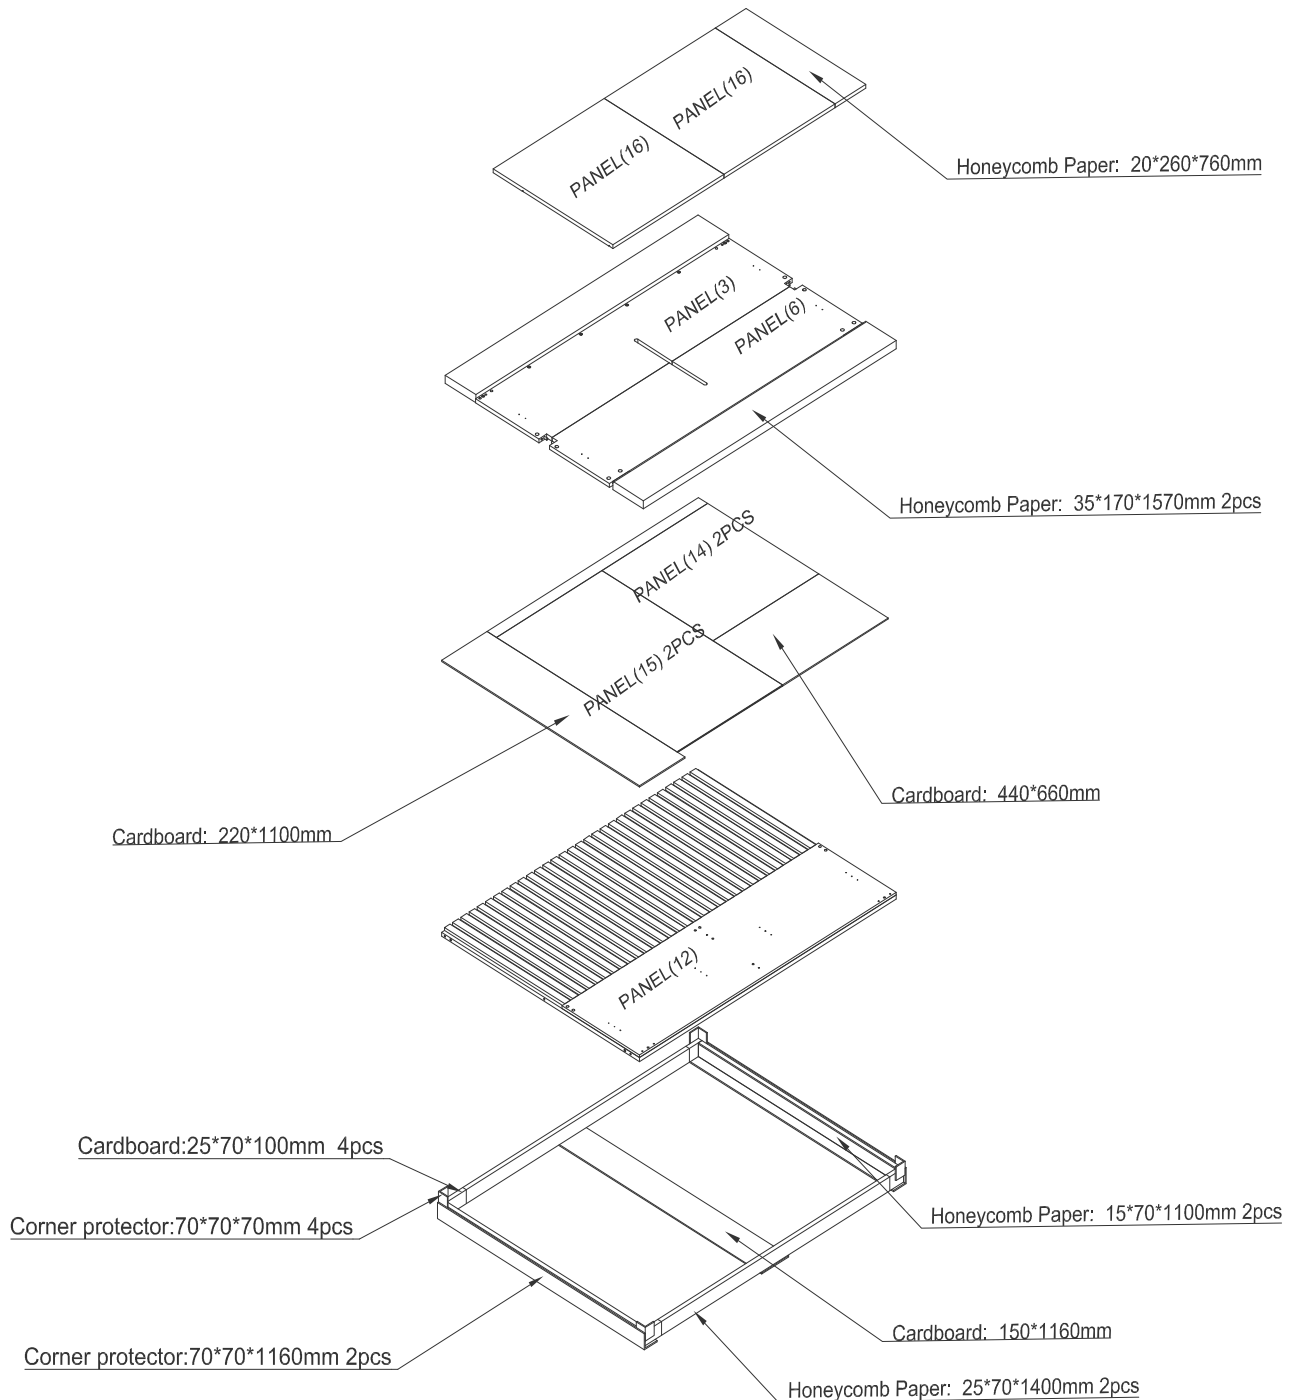 PANEL(16)
PANEL(16)
Honeycomb Paper: 20*260*760mm
PANEL(3)
PANEL(6)
Honeycomb Paper: 35*170*1570mm 2pcs
PANEL(14) 2PCS
PANEL(15) 2PCS
Cardboard: 440*660mm
Cardboard: 220*1100mm
PANEL(12)
Cardboard:25*70*100mm 4pcs
Corner protector:70*70*70mm 4pcs
Honeycomb Paper: 15*70*1100mm 2pcs
Cardboard: 150*1160mm
Corner protector:70*70*1160mm 2pcs
Honeycomb Paper: 25*70*1400mm 2pcs